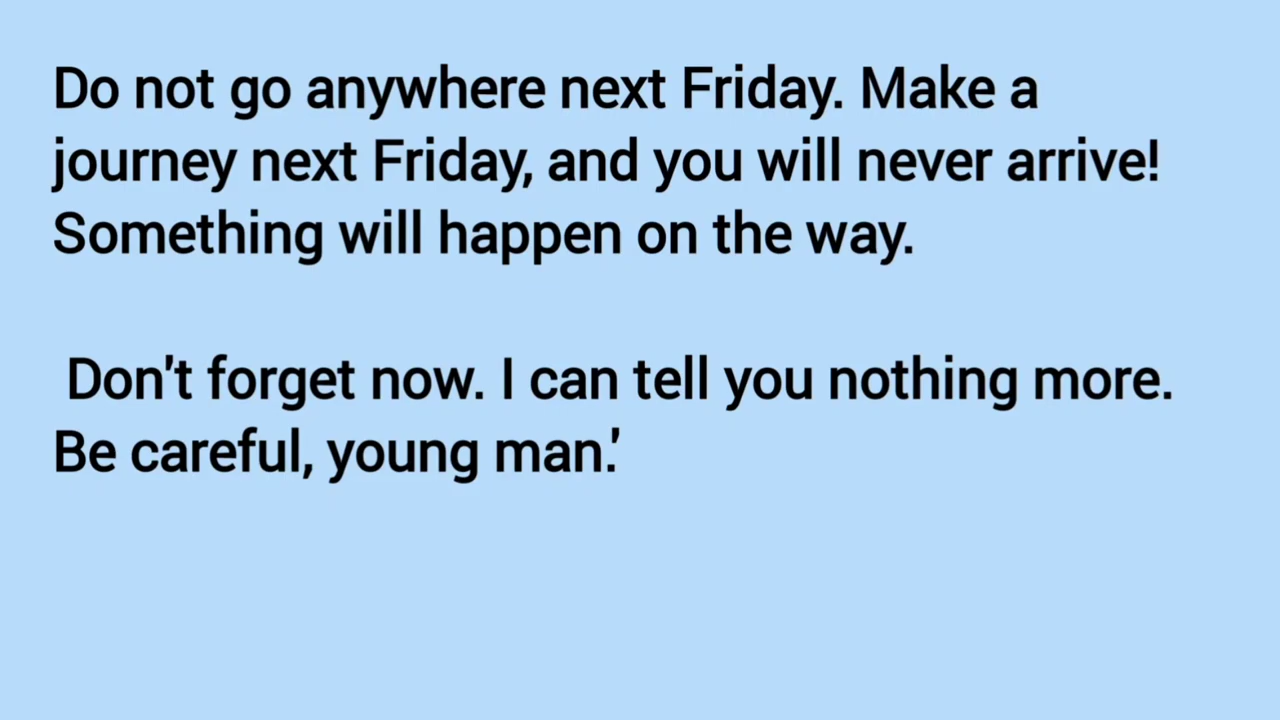 Do not go anywhere next Friday. Make a
journey next Friday, and you will never arrive!
Something will happen on the way.
Don't forget now. I can tell you nothing more.
Be careful, young man.'